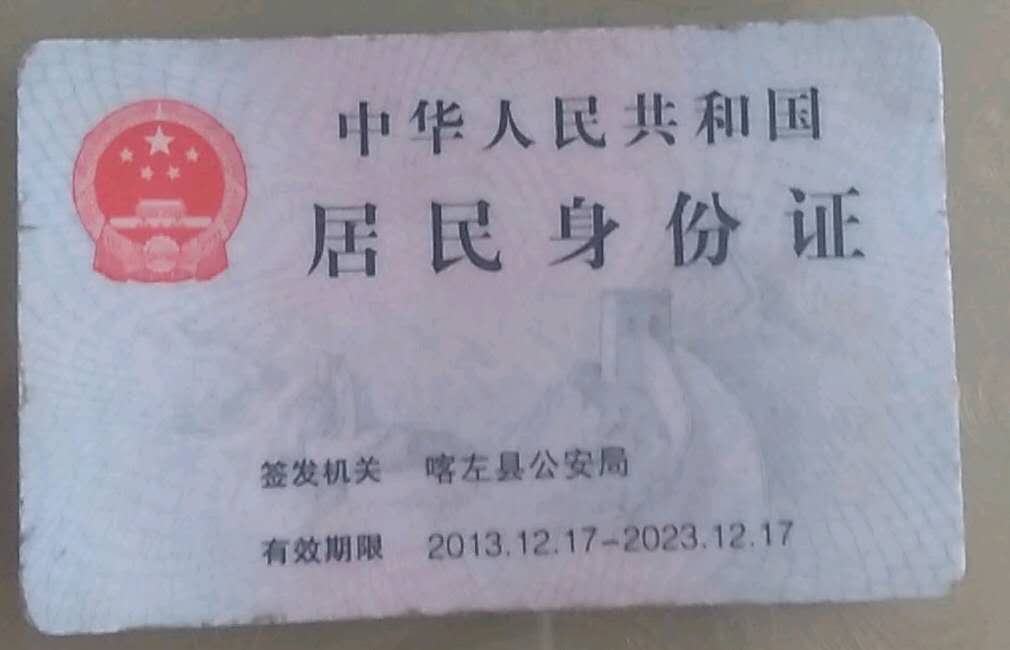 中华人民共和国
居民身份证
签发机关 喀左县公安局
有效期限 2013.12.17-2023.12.17